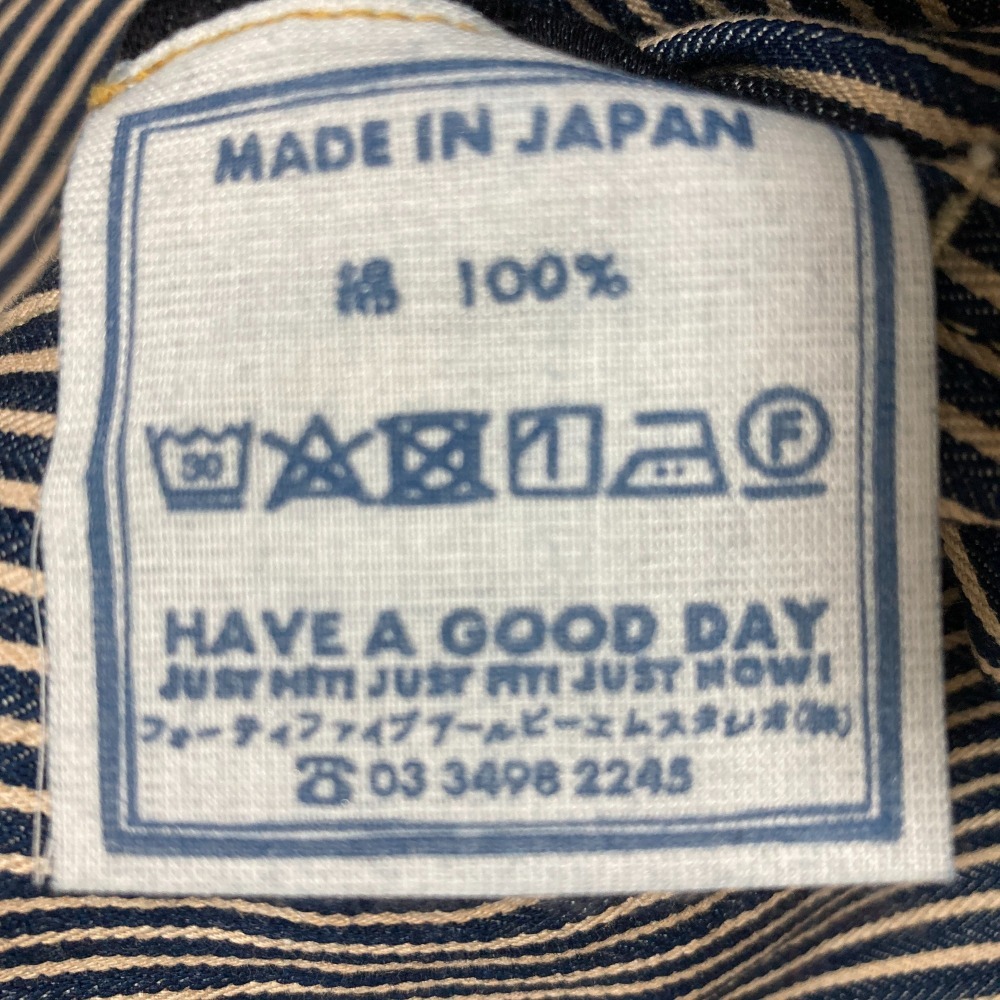 MADE IN JAPAN
綿 100%
30
F
HAVE A GOOD DAY
JUST HIT! JUST FIT! JUST NOW!
フォーティファイブアールピーエムスタジオ(株)
☎ 03 3498 2245